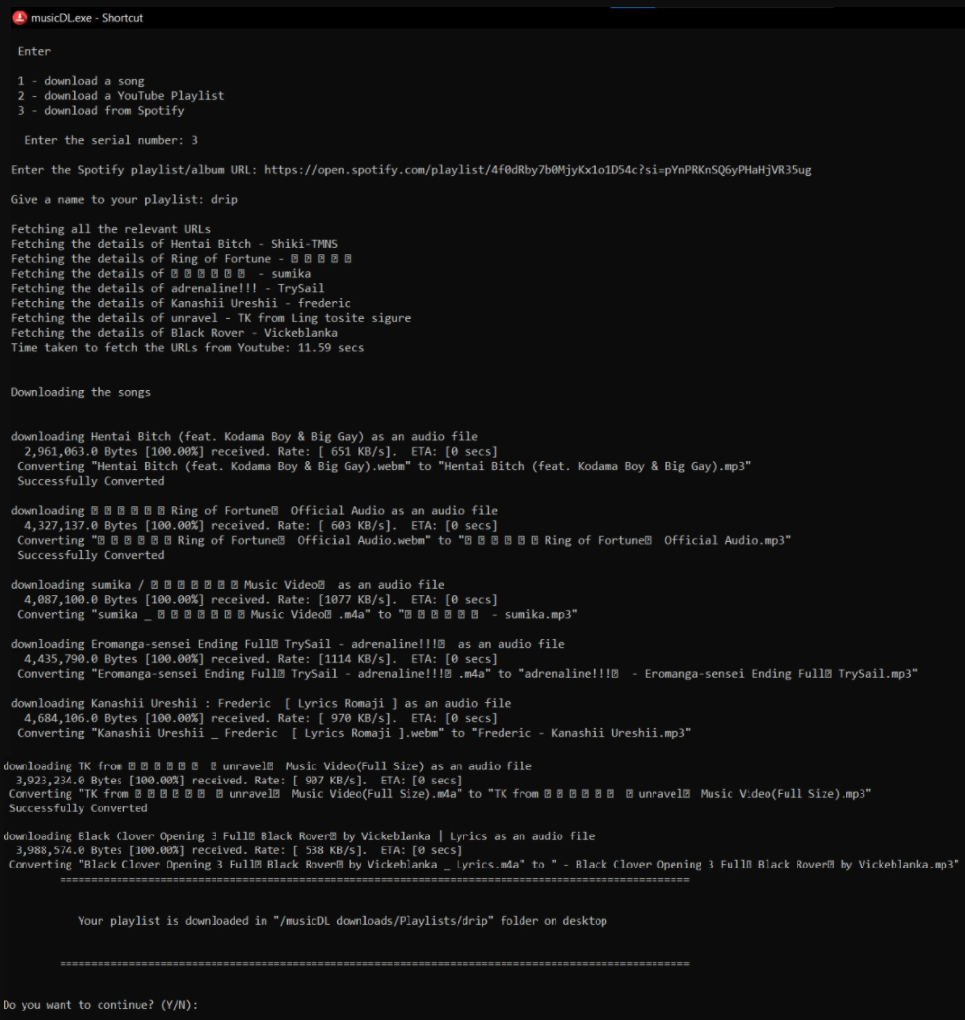 musicDL.exe - Shortcut
Enter
1 - download a song
2 - download a YouTube Playlist
3 - download from Spotify
Enter the serial number: 3
Enter the Spotify playlist/album URL: https://open.spotify.com/playlist/4f0dRby7b0MjyKx1o1D54c?si=pYnPRKnSQ6yPHaHjVR35ug
Give a name to your playlist: drip
Fetching all the relevant URLs
Fetching the details of Hentai Bitch - Shiki-TMNS
Fetching the details of Ring of Fortune - ⍰ ⍰ ⍰ ⍰ ⍰
Fetching the details of ⍰ ⍰ ⍰ ⍰ ⍰ ⍰ - sumika
Fetching the details of adrenaline!!! - TrySail
Fetching the details of Kanashii Ureshii - frederic
Fetching the details of unravel - TK from Ling tosite sigure
Fetching the details of Black Rover - Vickeblanka
Time taken to fetch the URLs from Youtube: 11.59 secs
Downloading the songs
downloading Hentai Bitch (feat. Kodama Boy & Big Gay) as an audio file
2,961,063.0 Bytes [100.00%] received. Rate: [ 651 KB/s]. ETA: [0 secs]
Converting "Hentai Bitch (feat. Kodama Boy & Big Gay).webm" to "Hentai Bitch (feat. Kodama Boy & Big Gay).mp3"
Successfully Converted
downloading ⍰ ⍰ ⍰ ⍰ ⍰ ⍰ Ring of Fortune⍰ Official Audio as an audio file
4,327,137.0 Bytes [100.00%] received. Rate: [ 603 KB/s]. ETA: [0 secs]
Converting "⍰ ⍰ ⍰ ⍰ ⍰ ⍰ Ring of Fortune⍰ Official Audio.webm" to "⍰ ⍰ ⍰ ⍰ ⍰ ⍰ Ring of Fortune⍰ Official Audio.mp3"
Successfully Converted
downloading sumika / ⍰ ⍰ ⍰ ⍰ ⍰ ⍰ ⍰ Music Video⍰ as an audio file
4,087,100.0 Bytes [100.00%] received. Rate: [1077 KB/s]. ETA: [0 secs]
Converting "sumika _ ⍰ ⍰ ⍰ ⍰ ⍰ ⍰ ⍰ Music Video⍰ .m4a" to "⍰ ⍰ ⍰ ⍰ ⍰ ⍰ - sumika.mp3"
downloading Eromanga-sensei Ending Full⍰ TrySail - adrenaline!!!⍰ as an audio file
4,435,790.0 Bytes [100.00%] received. Rate: [1114 KB/s]. ETA: [0 secs]
Converting "Eromanga-sensei Ending Full⍰ TrySail - adrenaline!!!⍰ .m4a" to "adrenaline!!!⍰ - Eromanga-sensei Ending Full⍰ TrySail.mp3"
downloading Kanashii Ureshii : Frederic [ Lyrics Romaji ] as an audio file
4,684,106.0 Bytes [100.00%] received. Rate: [ 970 KB/s]. ETA: [0 secs]
Converting "Kanashii Ureshii _ Frederic [ Lyrics Romaji ].webm" to "Frederic - Kanashii Ureshii.mp3"
downloading TK from ⍰ ⍰ ⍰ ⍰ ⍰ ⍰ ⍰ unravel⍰ Music Video(Full Size) as an audio file
3,923,234.0 Bytes [100.00%] received. Rate: [ 907 KB/s]. ETA: [0 secs]
Converting "TK from ⍰ ⍰ ⍰ ⍰ ⍰ ⍰ ⍰ unravel⍰ Music Video(Full Size).m4a" to "TK from ⍰ ⍰ ⍰ ⍰ ⍰ ⍰ ⍰ unravel⍰ Music Video(Full Size).mp3"
Successfully Converted
downloading Black Clover Opening 3 Full⍰ Black Rover⍰ by Vickeblanka | Lyrics as an audio file
3,988,574.0 Bytes [100.00%] received. Rate: [ 538 KB/s]. ETA: [0 secs]
Converting "Black Clover Opening 3 Full⍰ Black Rover⍰ by Vickeblanka _ Lyrics.m4a" to " - Black Clover Opening 3 Full⍰ Black Rover⍰ by Vickeblanka.mp3"
Your playlist is downloaded in "/musicDL downloads/Playlists/drip" folder on desktop
Do you want to continue? (Y/N):